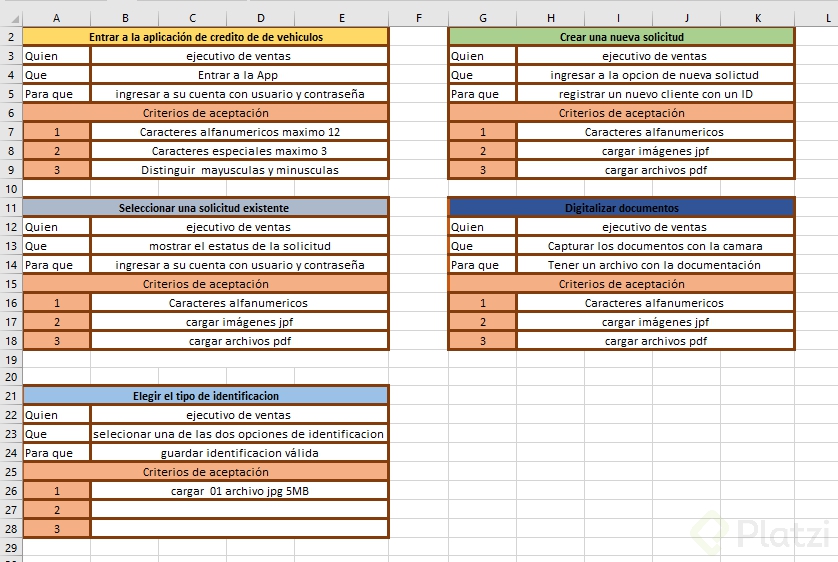 A B C D E F G H I J K L
2 Entrar a la aplicación de credito de de vehiculos Crear una nueva solicitud
3 Quien ejecutivo de ventas Quien ejecutivo de ventas
4 Que Entrar a la App Que ingresar a la opcion de nueva solictud
5 Para que ingresar a su cuenta con usuario y contraseña Para que registrar un nuevo cliente con un ID
6 Criterios de aceptación Criterios de aceptación
7 1 Caracteres alfanumericos maximo 12 1 Caracteres alfanumericos
8 2 Caracteres especiales maximo 3 2 cargar imágenes jpf
9 3 Distinguir mayusculas y minusculas 3 cargar archivos pdf
10
11 Seleccionar una solicitud existente Digitalizar documentos
12 Quien ejecutivo de ventas Quien ejecutivo de ventas
13 Que mostrar el estatus de la solicitud Que Capturar los documentos con la camara
14 Para que ingresar a su cuenta con usuario y contraseña Para que Tener un archivo con la documentación
15 Criterios de aceptación Criterios de aceptación
16 1 Caracteres alfanumericos 1 Caracteres alfanumericos
17 2 cargar imágenes jpf 2 cargar imágenes jpf
18 3 cargar archivos pdf 3 cargar archivos pdf
19
20
21 Elegir el tipo de identificacion
22 Quien ejecutivo de ventas
23 Que selecionar una de las dos opciones de identificacion
24 Para que guardar identificacion válida
25 Criterios de aceptación
26 1 cargar 01 archivo jpg 5MB
27 2
28 3
29
Platzi